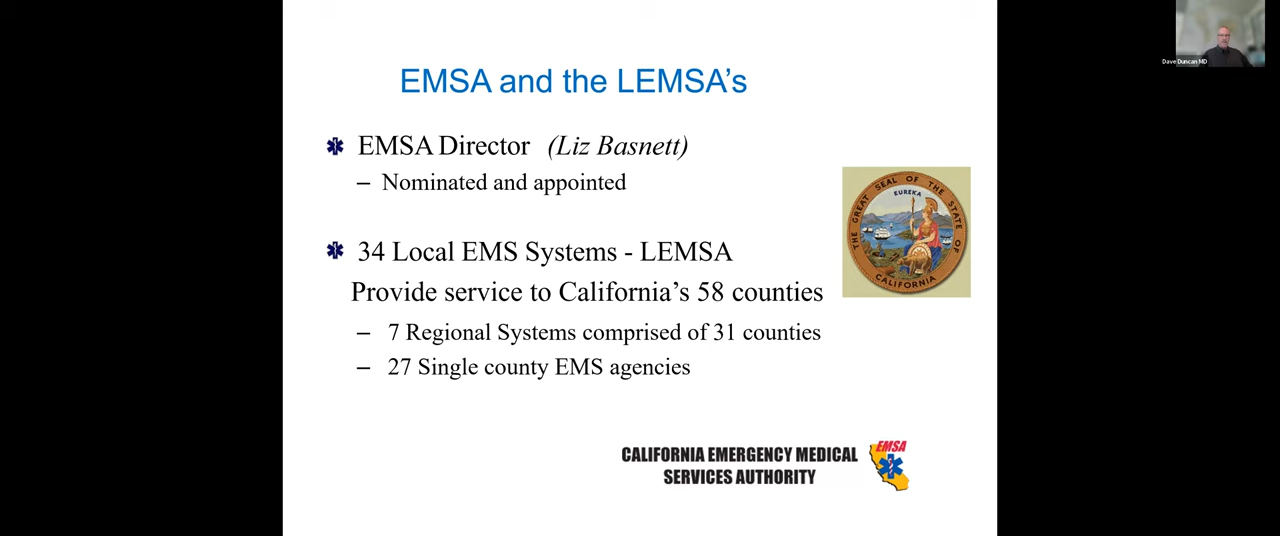 EMSA and the LEMSA's
EMSA Director (Liz Basnett)
– Nominated and appointed
34 Local EMS Systems - LEMSA
Provide service to California's 58 counties
– 7 Regional Systems comprised of 31 counties
– 27 Single county EMS agencies
THE GREAT SEAL OF THE STATE OF CALIFORNIA
EUREKA
CALIFORNIA EMERGENCY MEDICAL
SERVICES AUTHORITY
EMSA
Dave Duncan MD